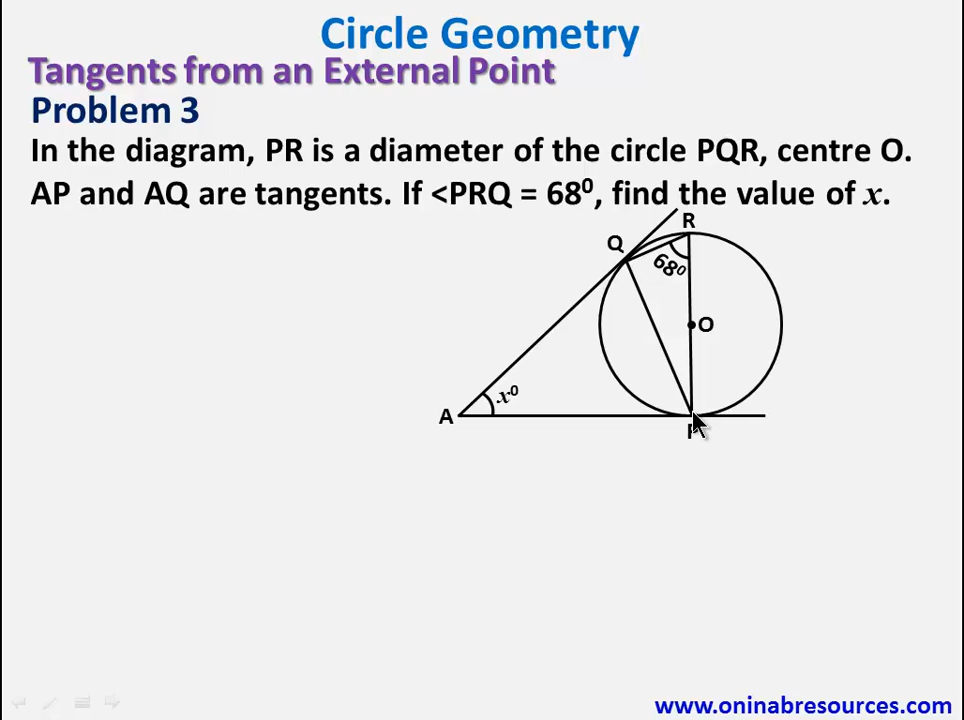 Circle Geometry
Tangents from an External Point
Problem 3
In the diagram, PR is a diameter of the circle PQR, centre O.
AP and AQ are tangents. If <PRQ = 68⁰, find the value of x.
R
Q
68⁰
O
x⁰
A
P
www.oninabresources.com